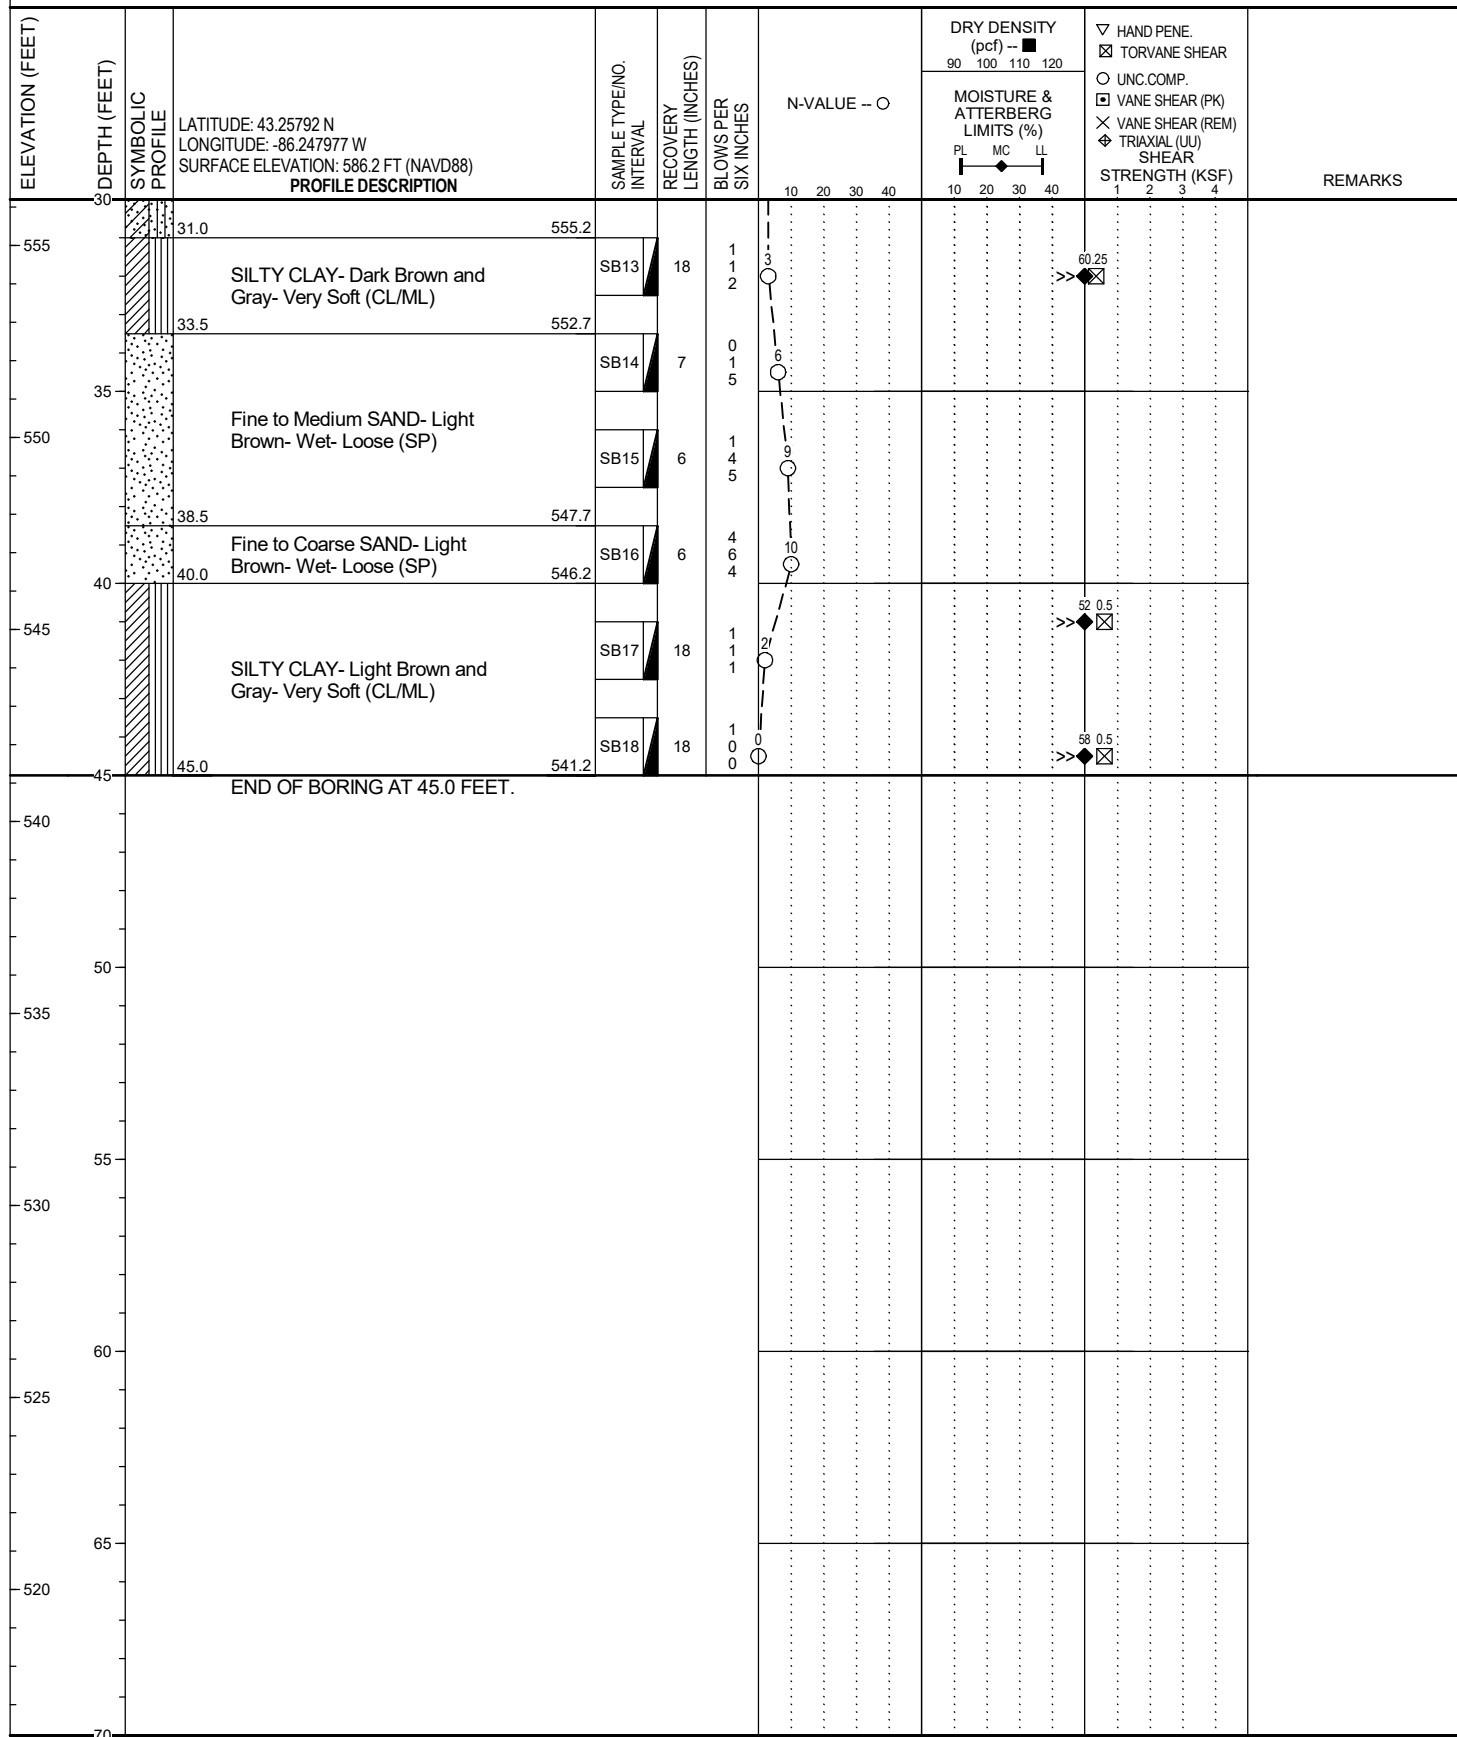 ELEVATION (FEET)
DEPTH (FEET)
SYMBOLIC
PROFILE
LATITUDE: 43.25792 N
LONGITUDE: -86.247977 W
SURFACE ELEVATION: 586.2 FT (NAVD88)
PROFILE DESCRIPTION
SAMPLE TYPE/NO.
INTERVAL
RECOVERY
LENGTH (INCHES)
BLOWS PER
SIX INCHES
N-VALUE -- O
10 20 30 40
DRY DENSITY
(pcf) -- ■
90 100 110 120
MOISTURE &
ATTERBERG
LIMITS (%)
PL MC LL
10 20 30 40
HAND PENE.
TORVANE SHEAR
UNC.COMP.
VANE SHEAR (PK)
VANE SHEAR (REM)
TRIAXIAL (UU)
SHEAR
STRENGTH (KSF)
1 2 3 4
REMARKS
30
31.0 555.2
555
SILTY CLAY- Dark Brown and
Gray- Very Soft (CL/ML)
SB13 18
1
1
2
3
>> 60 0.25
33.5 552.7
SB14 7
0
1
5
6
35
Fine to Medium SAND- Light
Brown- Wet- Loose (SP)
550
SB15 6
1
4
5
9
38.5 547.7
Fine to Coarse SAND- Light
Brown- Wet- Loose (SP)
SB16 6
4
6
4
10
40
40.0 546.2
545
SILTY CLAY- Light Brown and
Gray- Very Soft (CL/ML)
SB17 18
1
1
1
2
>> 52 0.5
SB18 18
1
0
0
0
>> 58 0.5
45
45.0 541.2
END OF BORING AT 45.0 FEET.
540
50
535
55
530
60
525
65
520
70